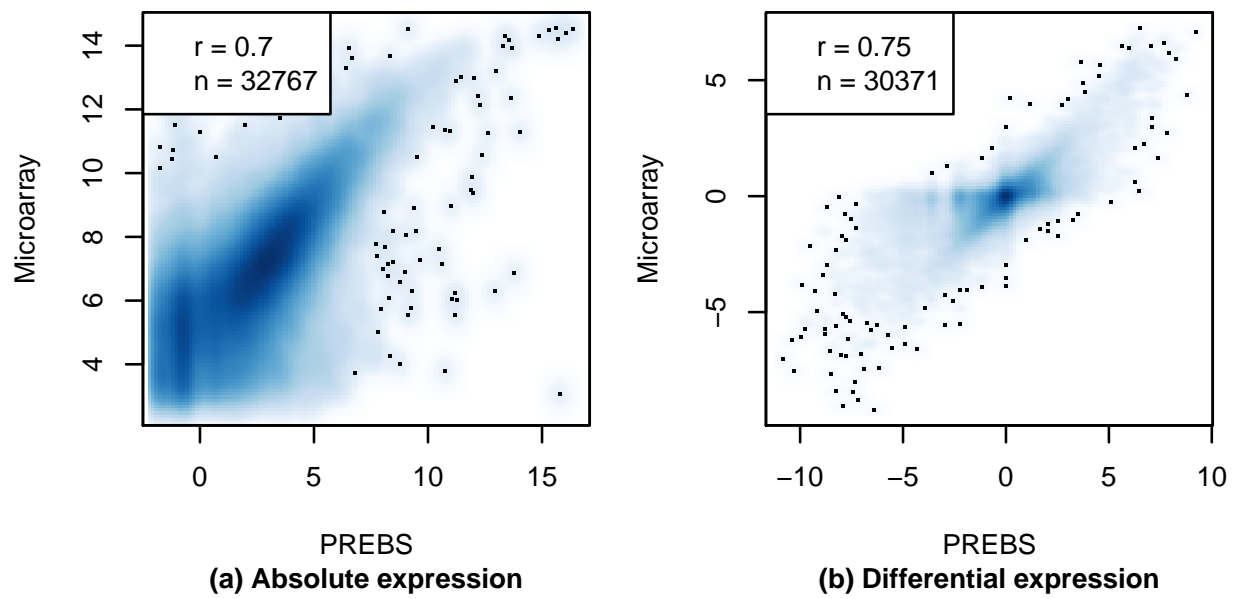 r = 0.7
n = 32767
Microarray
14
12
10
8
6
4
0 5 10 15
PREBS
(a) Absolute expression
r = 0.75
n = 30371
Microarray
5
0
−5
−10 −5 0 5 10
PREBS
(b) Differential expression